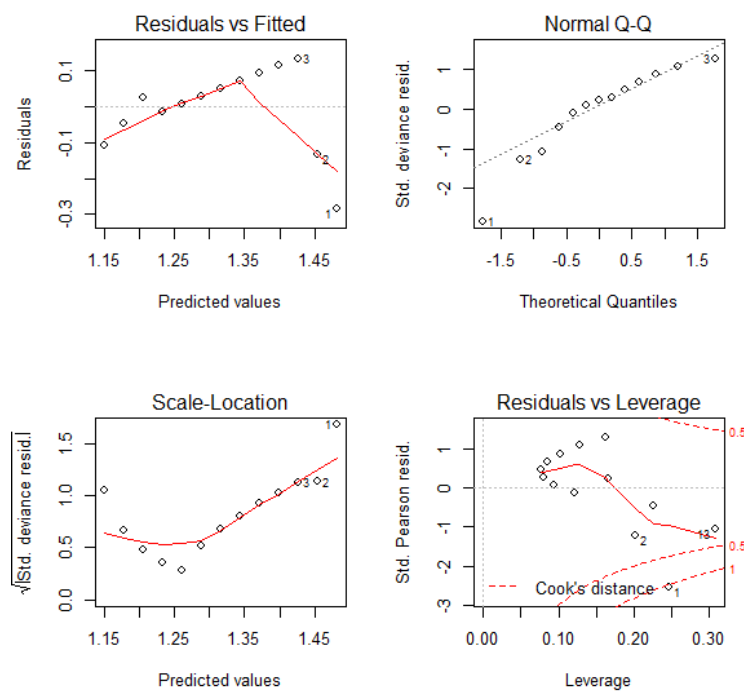 Residuals vs Fitted
Residuals
0.1
-0.1
-0.3
3
2
1
1.15 1.25 1.35 1.45
Predicted values
Normal Q-Q
Std. deviance resid.
1
0
-1
-2
3
2
1
-1.5 -0.5 0.5 1.5
Theoretical Quantiles
Scale-Location
√|Std. deviance resid.|
1.5
1.0
0.5
0.0
1
3
2
1.15 1.25 1.35 1.45
Predicted values
Residuals vs Leverage
Std. Pearson resid.
1
0
-1
-2
-3
0.5
13
2
0.5
1
Cook's distance
1
0.00 0.10 0.20 0.30
Leverage